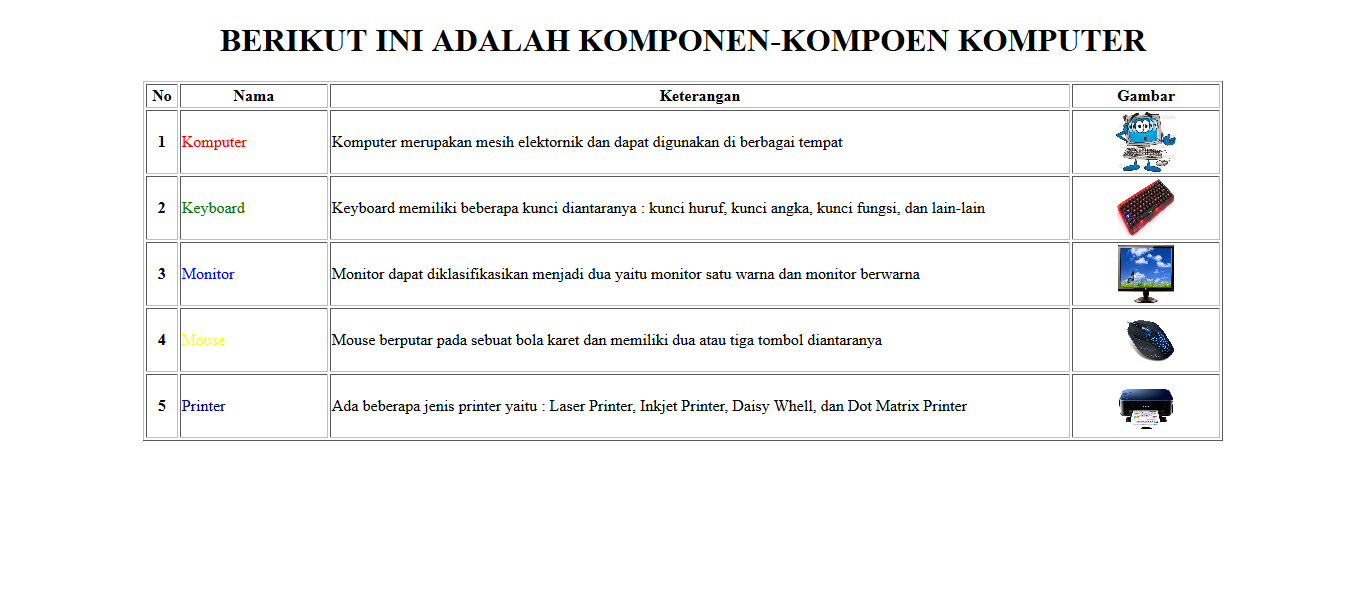 BERIKUT INI ADALAH KOMPONEN-KOMPOEN KOMPUTER
No Nama Keterangan Gambar
1 Komputer Komputer merupakan mesih elektornik dan dapat digunakan di berbagai tempat
2 Keyboard Keyboard memiliki beberapa kunci diantaranya : kunci huruf, kunci angka, kunci fungsi, dan lain-lain
3 Monitor Monitor dapat diklasifikasikan menjadi dua yaitu monitor satu warna dan monitor berwarna
4 Mouse Mouse berputar pada sebuat bola karet dan memiliki dua atau tiga tombol diantaranya
5 Printer Ada beberapa jenis printer yaitu : Laser Printer, Inkjet Printer, Daisy Whell, dan Dot Matrix Printer